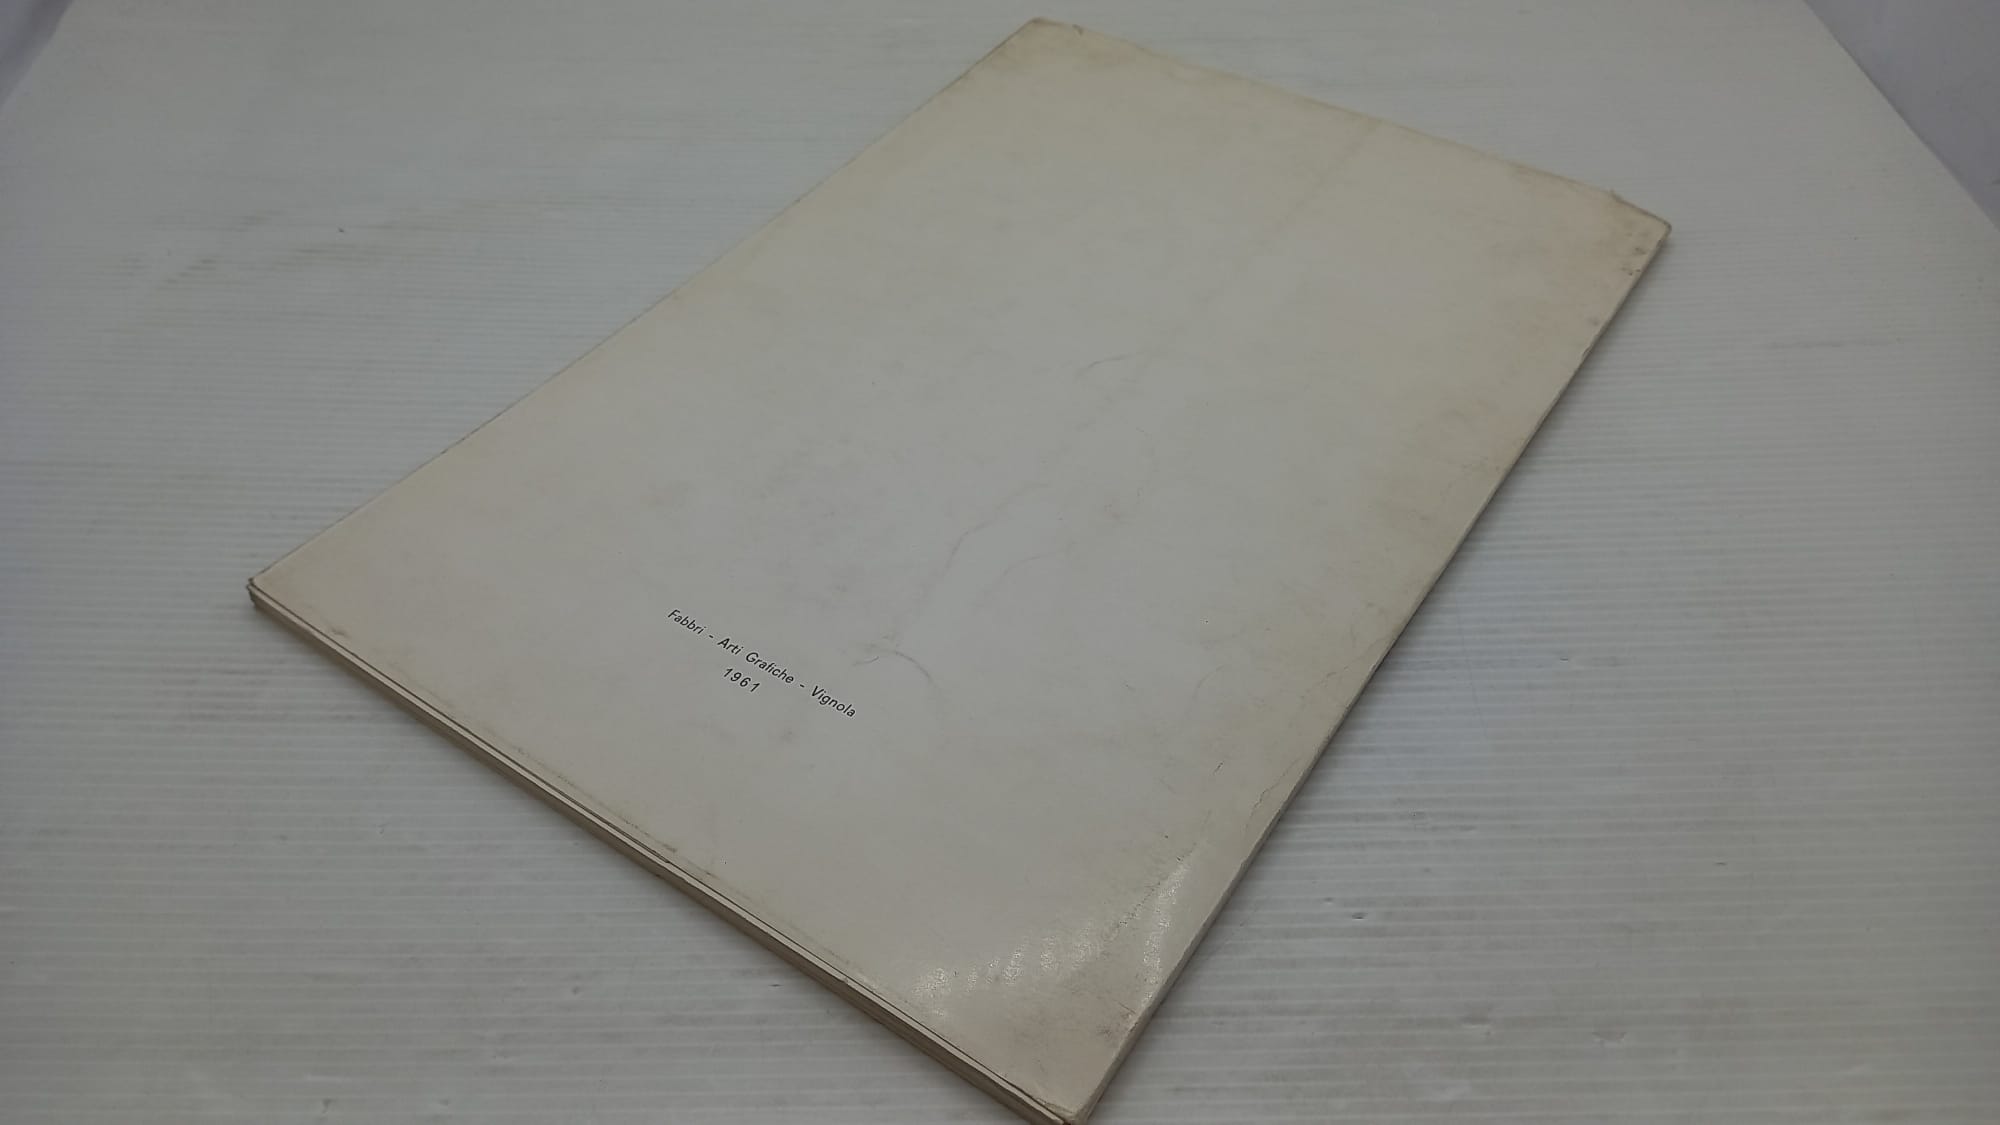 Fabbri - Arti Grafiche - Vignola
1961